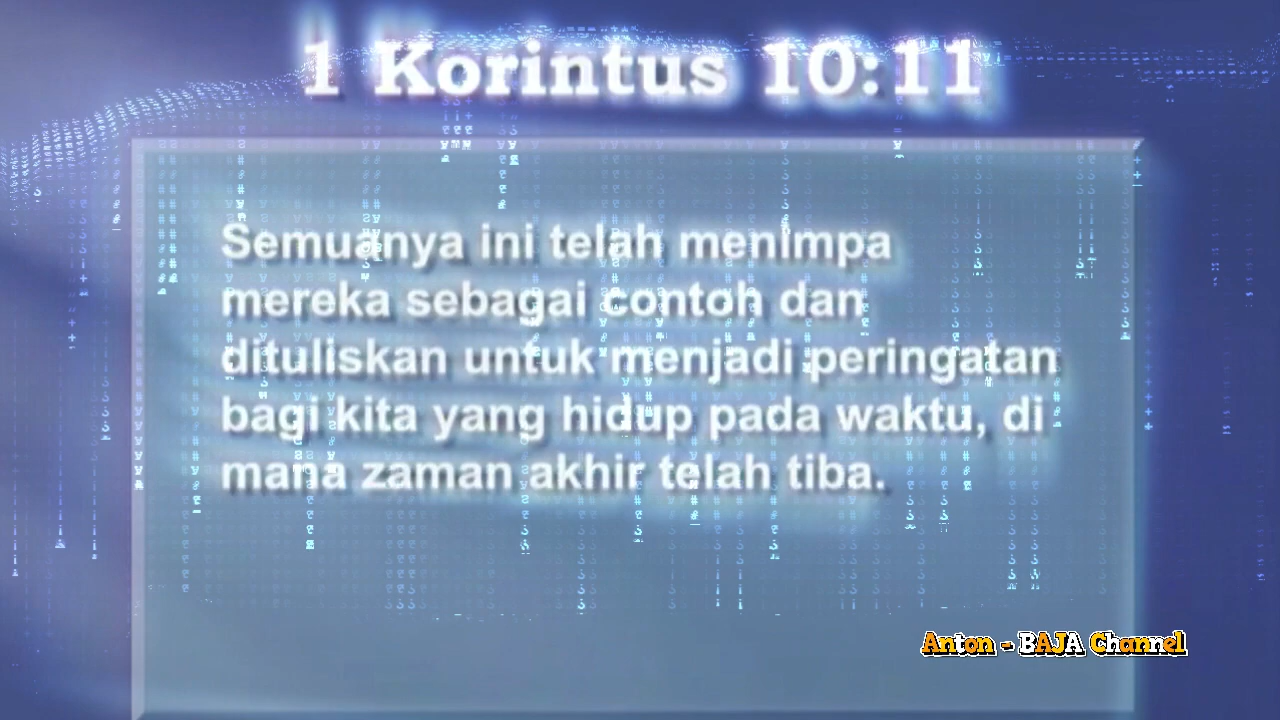 1 Korintus 10:11
Semuanya ini telah menimpa
mereka sebagai contoh dan
dituliskan untuk menjadi peringatan
bagi kita yang hidup pada waktu, di
mana zaman akhir telah tiba.
Anton - BAJA Channel